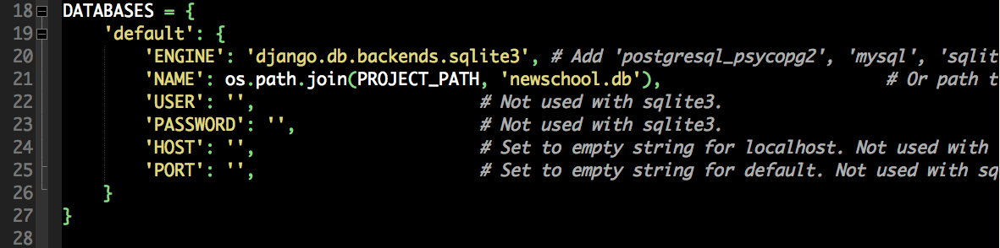 18 DATABASES = {
19 'default': {
20 'ENGINE': 'django.db.backends.sqlite3', # Add 'postgresql_psycopg2', 'mysql', 'sqlit
21 'NAME': os.path.join(PROJECT_PATH, 'newschool.db'), # Or path t
22 'USER': '', # Not used with sqlite3.
23 'PASSWORD': '', # Not used with sqlite3.
24 'HOST': '', # Set to empty string for localhost. Not used with
25 'PORT': '', # Set to empty string for default. Not used with sq
26 }
27 }
28